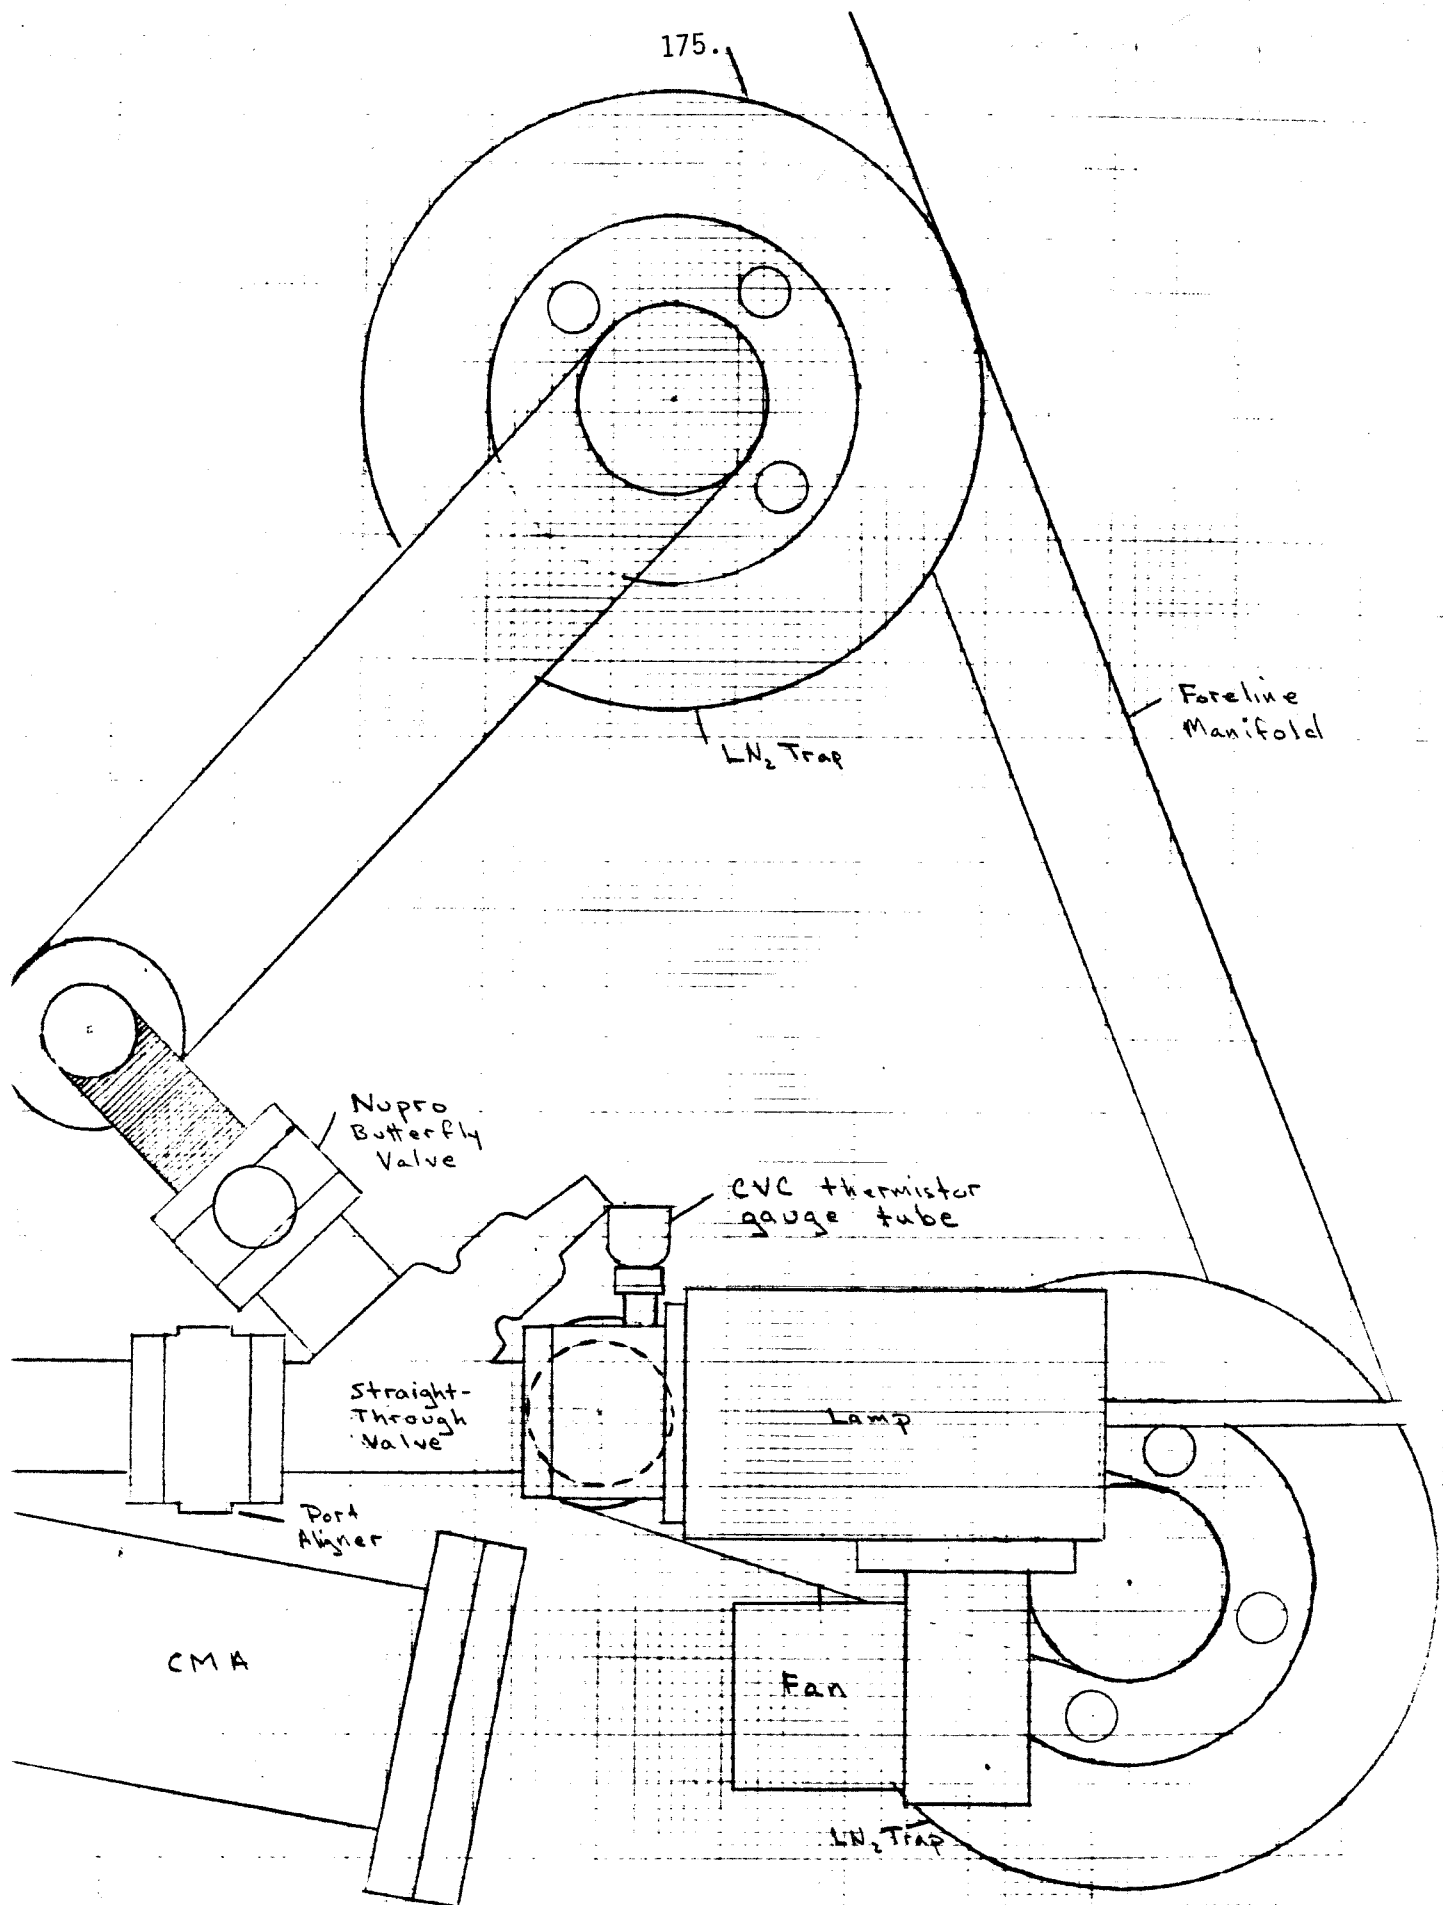 175.
Foreline
Manifold
LN₂ Trap
Nupro
Butterfly
Valve
CVC thermistor
gauge tube
Straight-
Through
Valve
Lamp
Port
Aligner
CMA
Fan
LN₂ Trap